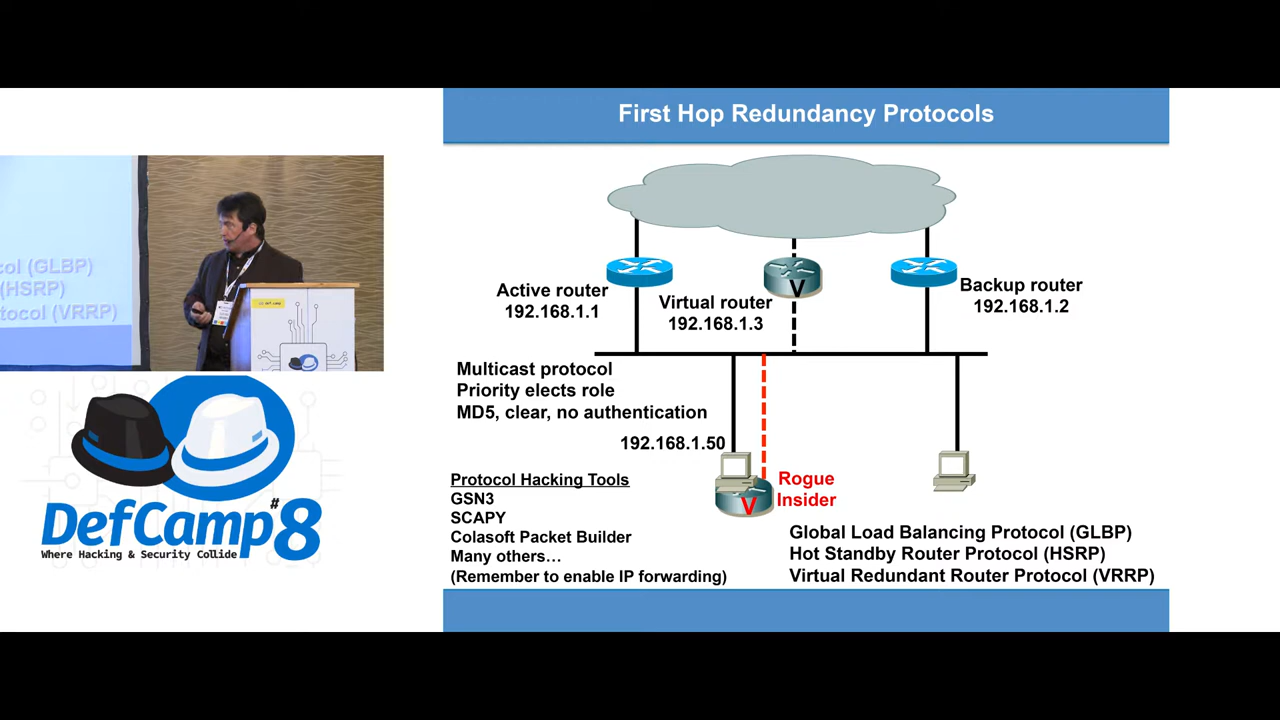 First Hop Redundancy Protocols
Active router
192.168.1.1
Virtual router
192.168.1.3
V
Backup router
192.168.1.2
Multicast protocol
Priority elects role
MD5, clear, no authentication
192.168.1.50
Protocol Hacking Tools
GSN3
SCAPY
Colasoft Packet Builder
Many others…
(Remember to enable IP forwarding)
V
Rogue
Insider
Global Load Balancing Protocol (GLBP)
Hot Standby Router Protocol (HSRP)
Virtual Redundant Router Protocol (VRRP)
col (GLBP)
(HSRP)
tocol (VRRP)
DefCamp#8
Where Hacking & Security Collide